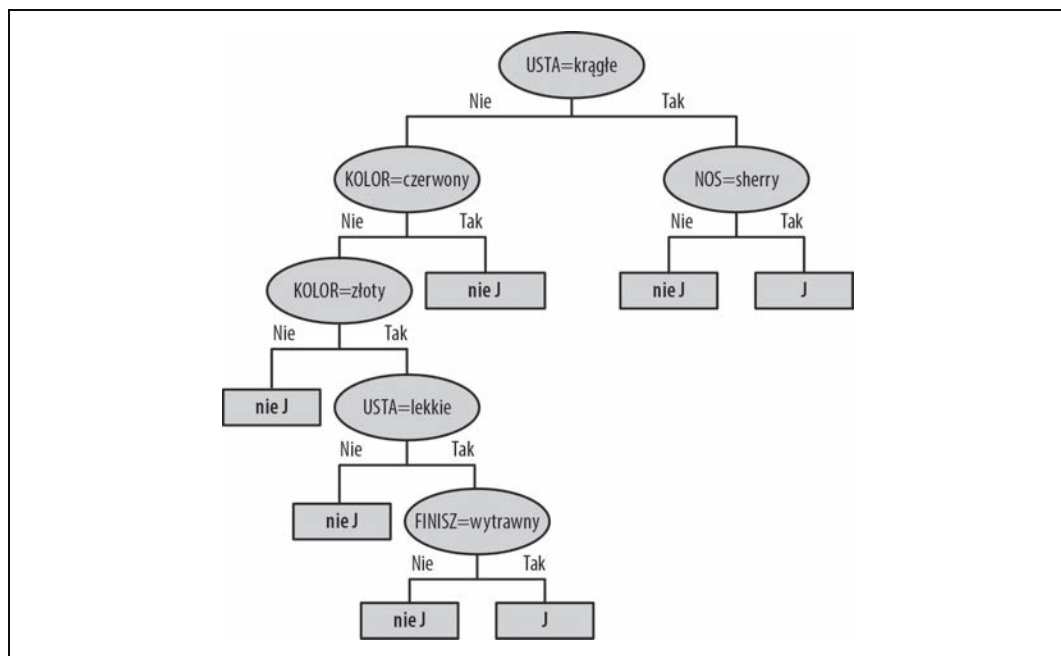 USTA=krągłe
Nie Tak
KOLOR=czerwony NOS=sherry
Nie Tak Nie Tak
KOLOR=złoty nie J nie J J
Nie Tak
nie J USTA=lekkie
Nie Tak
nie J FINISZ=wytrawny
Nie Tak
nie J J